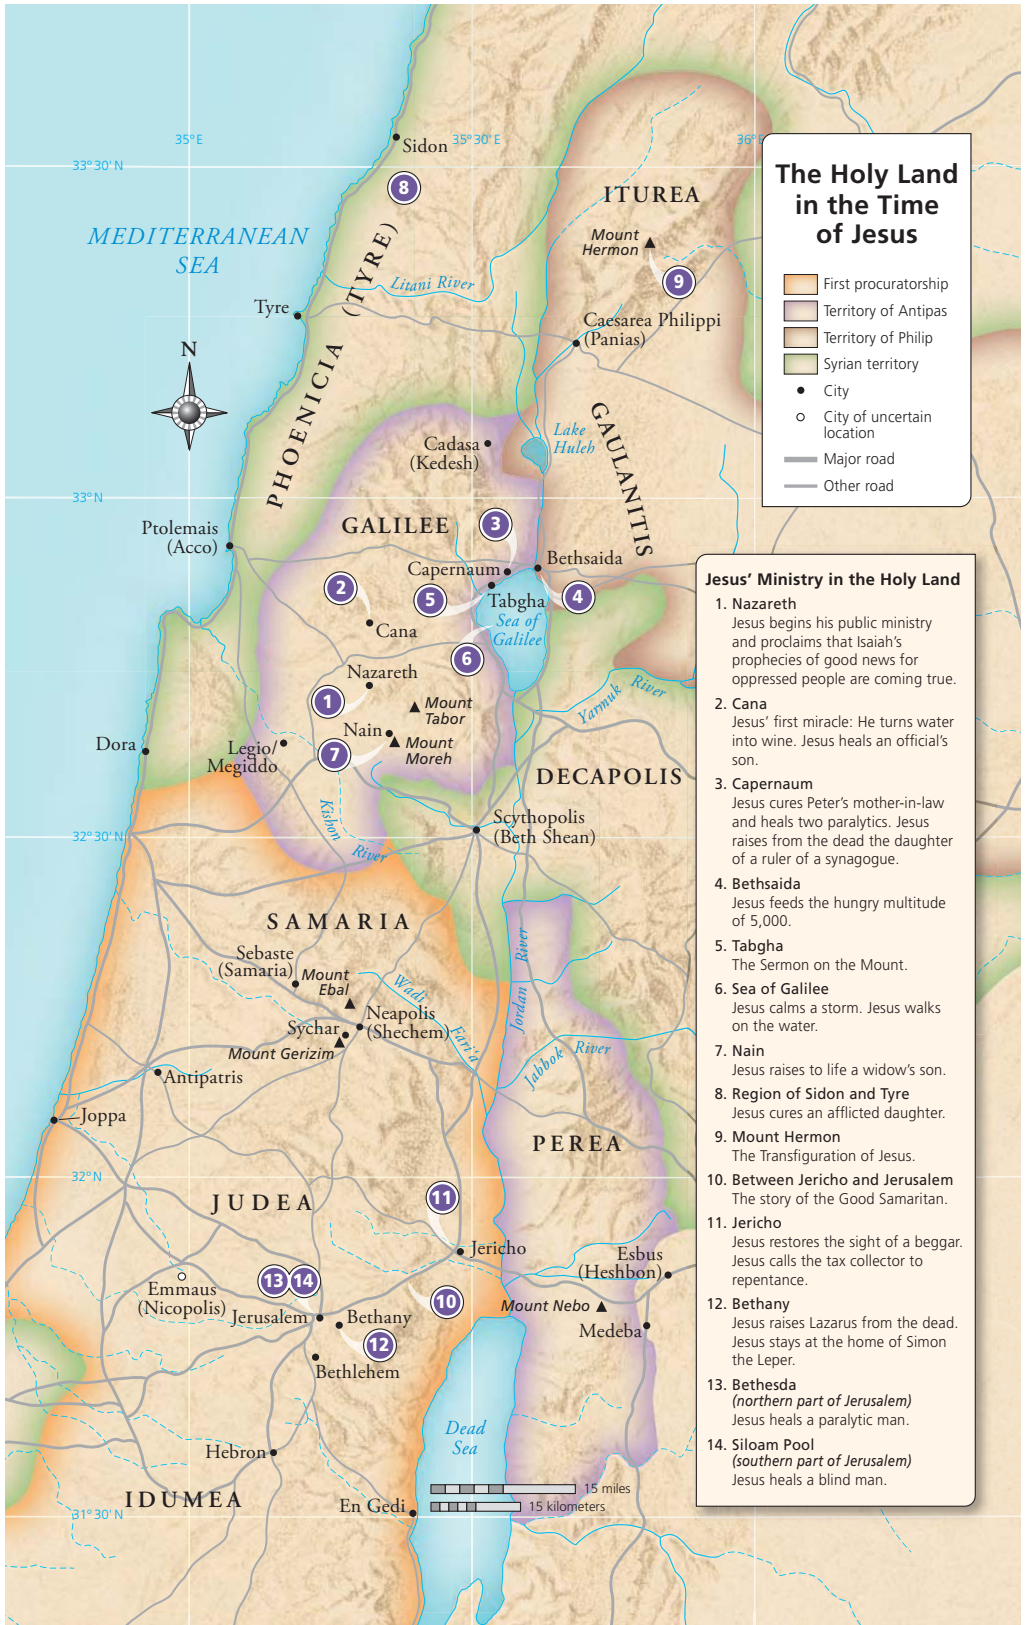 35°E
35°30'E
36°E
33°30'N
Sidon
8
MEDITERRANEAN
SEA
ITUREA
Mount
Hermon
9
PHOENICIA (TYRE)
Litani River
Tyre
Caesarea Philippi
(Panias)
N
GAULANITIS
Lake
Huleh
Cadasa
(Kedesh)
33°N
GALILEE
3
Ptolemais
(Acco)
Capernaum
Bethsaida
2
5
Tabgha
4
Cana
Sea of
Galilee
6
Nazareth
1
Mount
Tabor
Yarmuk River
Nain
7
Mount
Moreh
Dora
Legio/
Megiddo
DECAPOLIS
Kishon
River
Scythopolis
(Beth Shean)
32°30'N
SAMARIA
Sebaste
(Samaria)
Mount
Ebal
Wadi
Fari'a
Jordan River
Neapolis
(Shechem)
Sychar
Mount Gerizim
Jabbok River
Antipatris
Joppa
PEREA
32°N
JUDEA
11
Jericho
Esbus
(Heshbon)
Emmaus
(Nicopolis)
13
14
10
Mount Nebo
Jerusalem
Bethany
12
Medeba
Bethlehem
Dead
Sea
Hebron
IDUMEA
En Gedi
15 miles
15 kilometers
31°30'N
The Holy Land
in the Time
of Jesus
First procuratorship
Territory of Antipas
Territory of Philip
Syrian territory
City
City of uncertain
location
Major road
Other road
Jesus' Ministry in the Holy Land
1. Nazareth
Jesus begins his public ministry
and proclaims that Isaiah's
prophecies of good news for
oppressed people are coming true.
2. Cana
Jesus' first miracle: He turns water
into wine. Jesus heals an official's
son.
3. Capernaum
Jesus cures Peter's mother-in-law
and heals two paralytics. Jesus
raises from the dead the daughter
of a ruler of a synagogue.
4. Bethsaida
Jesus feeds the hungry multitude
of 5,000.
5. Tabgha
The Sermon on the Mount.
6. Sea of Galilee
Jesus calms a storm. Jesus walks
on the water.
7. Nain
Jesus raises to life a widow's son.
8. Region of Sidon and Tyre
Jesus cures an afflicted daughter.
9. Mount Hermon
The Transfiguration of Jesus.
10. Between Jericho and Jerusalem
The story of the Good Samaritan.
11. Jericho
Jesus restores the sight of a beggar.
Jesus calls the tax collector to
repentance.
12. Bethany
Jesus raises Lazarus from the dead.
Jesus stays at the home of Simon
the Leper.
13. Bethesda
(northern part of Jerusalem)
Jesus heals a paralytic man.
14. Siloam Pool
(southern part of Jerusalem)
Jesus heals a blind man.